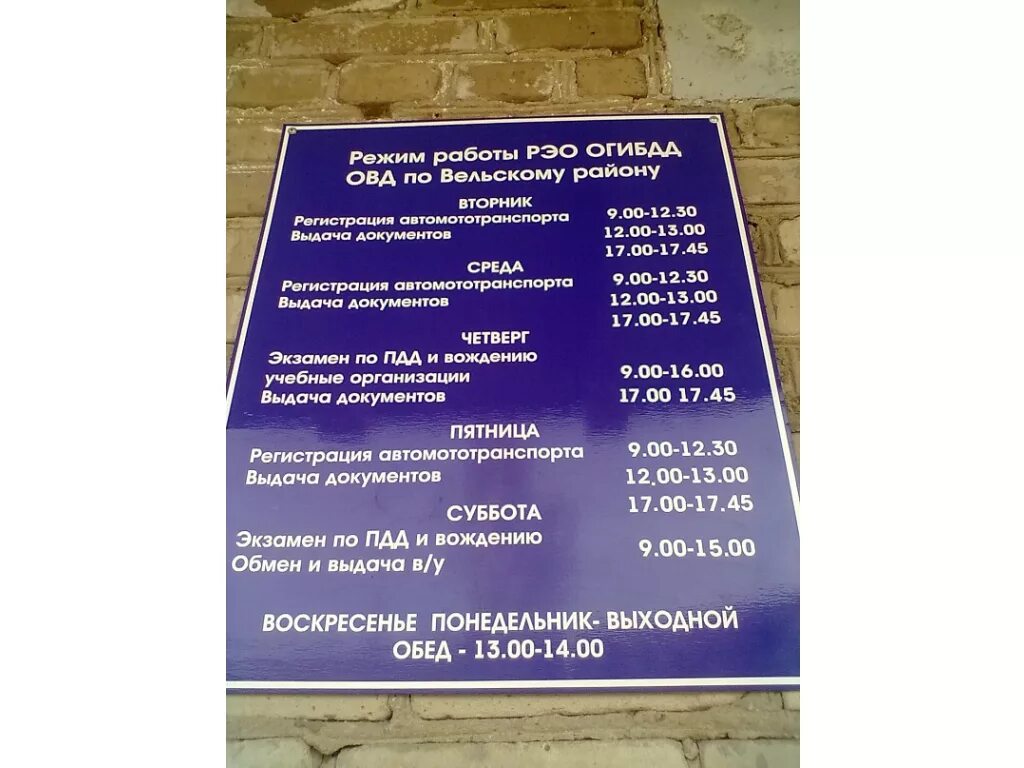 Режим работы РЭО ОГИБДД
ОВД по Вельскому району
ВТОРНИК
Регистрация автомототранспорта 9.00-12.30
Выдача документов 12.00-13.00
17.00-17.45
СРЕДА
Регистрация автомототранспорта 9.00-12.30
Выдача документов 12.00-13.00
17.00-17.45
ЧЕТВЕРГ
Экзамен по ПДД и вождению
учебные организации 9.00-16.00
Выдача документов 17.00 17.45
ПЯТНИЦА
Регистрация автомототранспорта 9.00-12.30
Выдача документов 12.00-13.00
17.00-17.45
СУББОТА
Экзамен по ПДД и вождению 9.00-15.00
Обмен и выдача в/у
ВОСКРЕСЕНЬЕ ПОНЕДЕЛЬНИК- ВЫХОДНОЙ
ОБЕД - 13.00-14.00